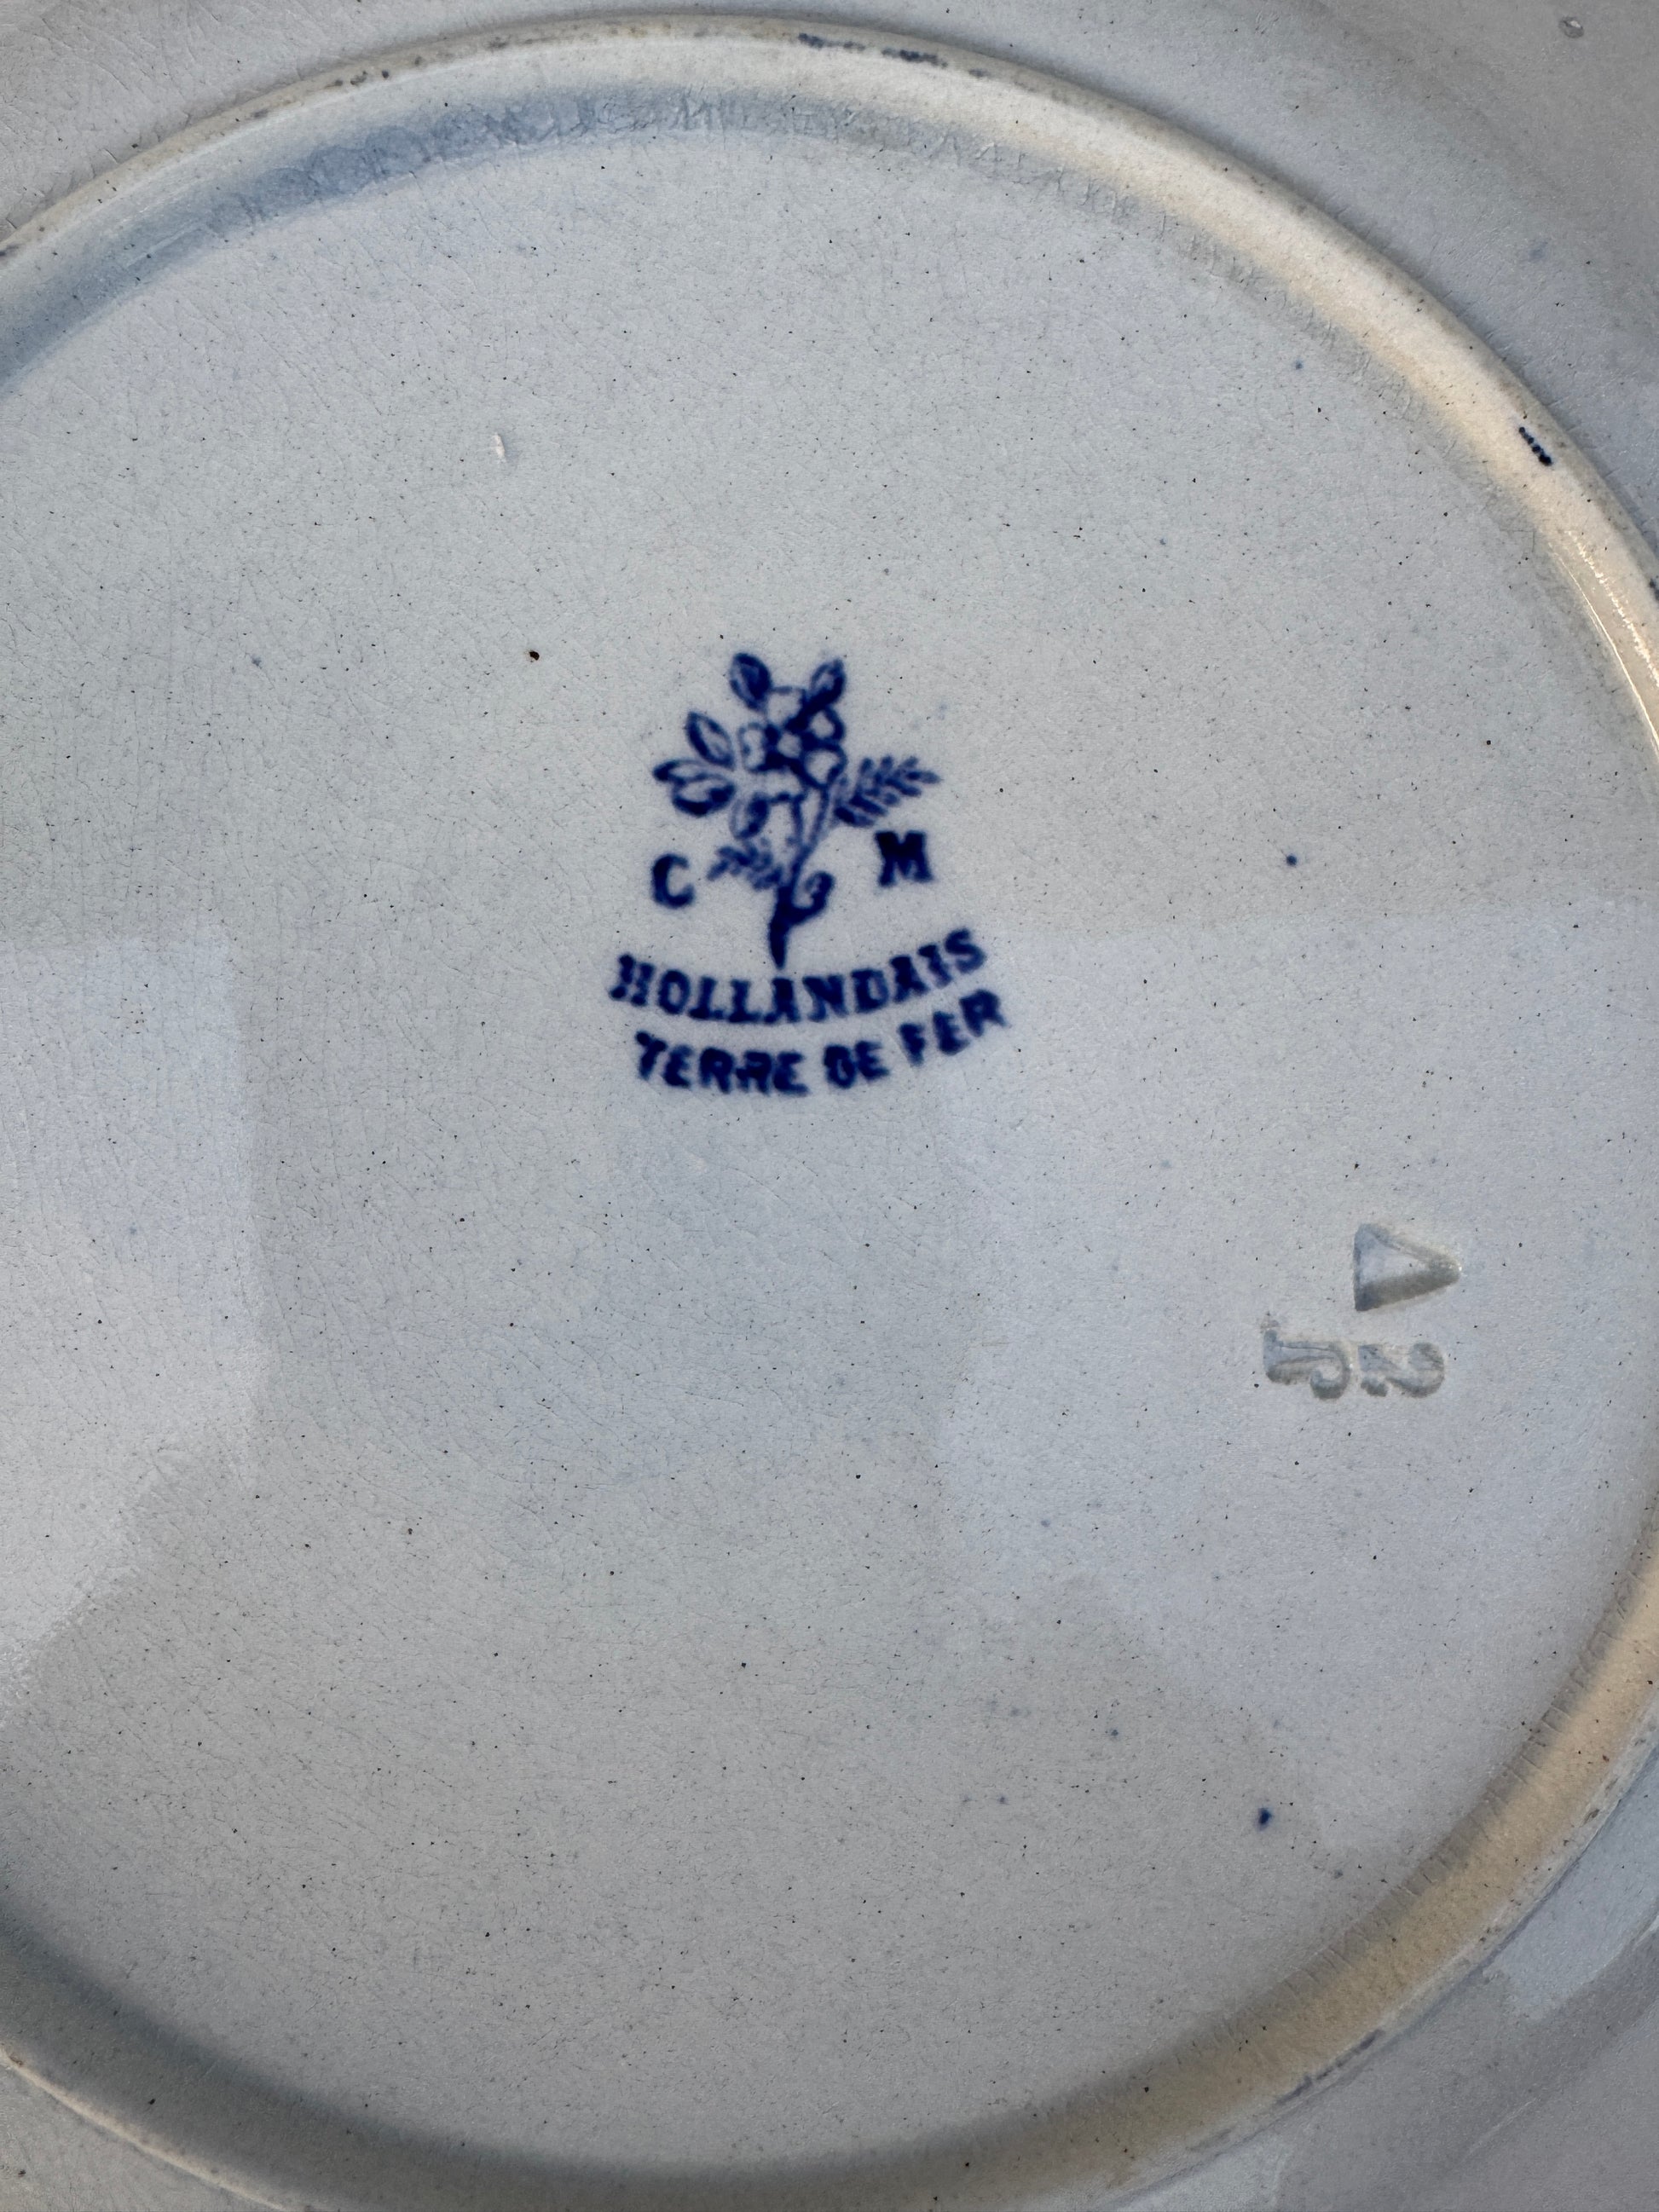 C M
HOLLANDAIS
TERRE DE FER